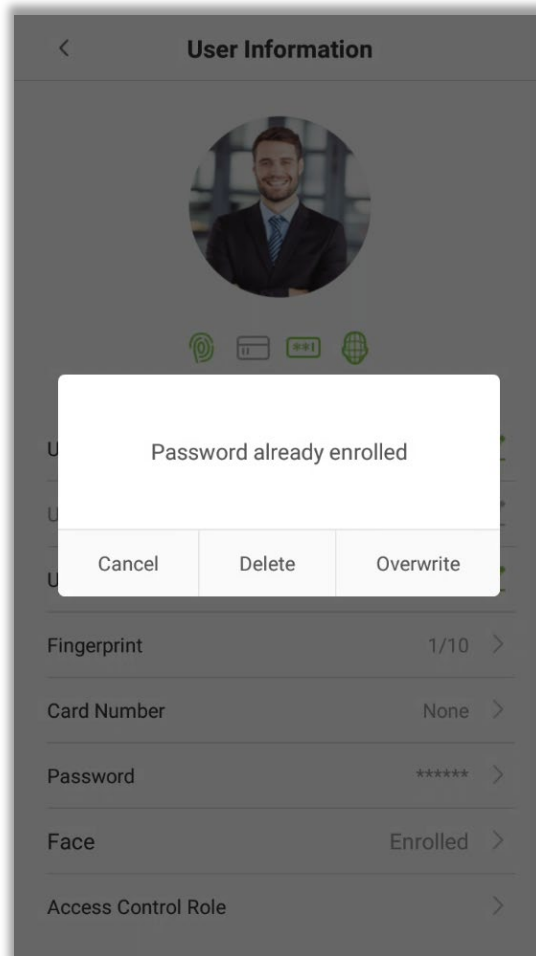 User Information
**1
Password already enrolled
U
U
Cancel Delete Overwrite
U
Fingerprint 1/10
Card Number None
Password ******
Face Enrolled
Access Control Role